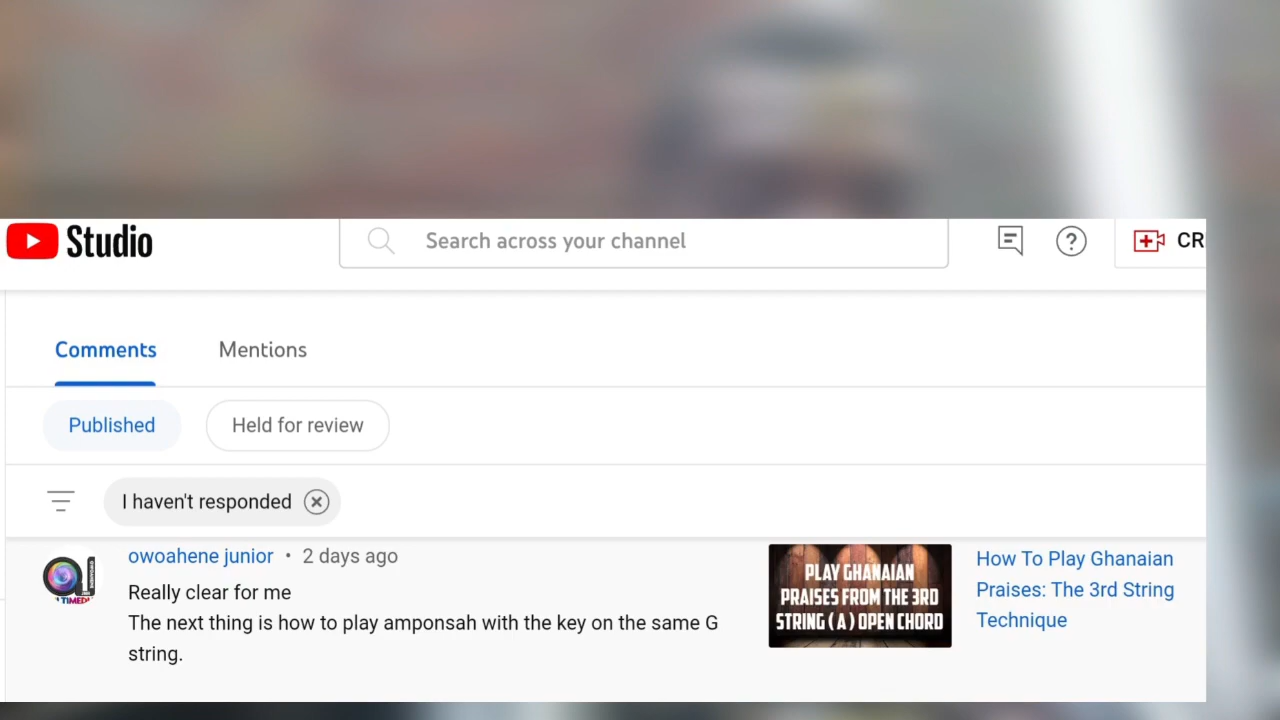 Studio
Search across your channel
Comments
Mentions
Published
Held for review
I haven't responded
owoahene junior • 2 days ago
Really clear for me
The next thing is how to play amponsah with the key on the same G
string.
PLAY GHANAIAN
PRAISES FROM THE 3RD
STRING ( A ) OPEN CHORD
How To Play Ghanaian
Praises: The 3rd String
Technique